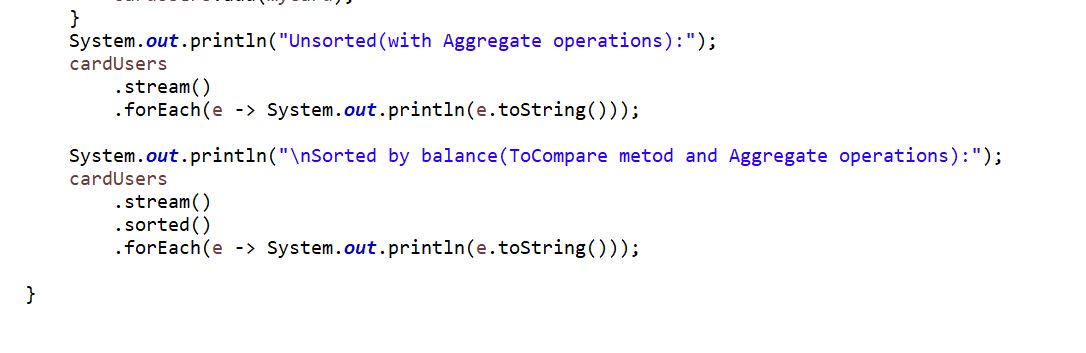 }
System.out.println("Unsorted(with Aggregate operations):");
cardUsers
.stream()
.forEach(e -> System.out.println(e.toString()));
System.out.println("\nSorted by balance(ToCompare metod and Aggregate operations):");
cardUsers
.stream()
.sorted()
.forEach(e -> System.out.println(e.toString()));
}